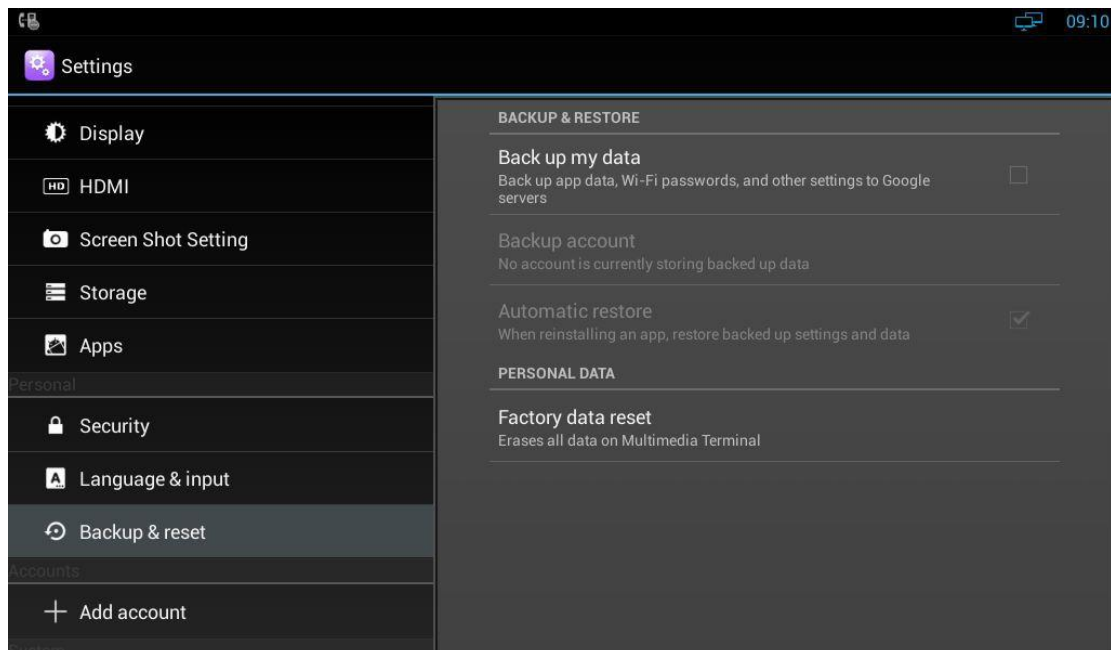 09:10
Settings
Display
HD HDMI
Screen Shot Setting
Storage
Apps
Personal
A Security
Language & input
Backup & reset
Accounts
Add account
BACKUP & RESTORE
Back up my data
Back up app data, Wi-Fi passwords, and other settings to Google
servers
Backup account
No account is currently storing backed up data
Automatic restore
When reinstalling an app, restore backed up settings and data
PERSONAL DATA
Factory data reset
Erases all data on Multimedia Terminal